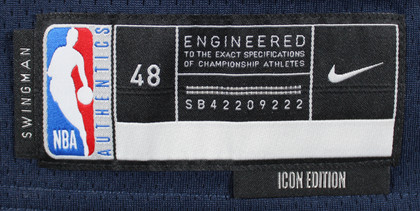 SWINGMAN
NBA
AUTHENTICS
48
ENGINEERED
TO THE EXACT SPECIFICATIONS
OF CHAMPIONSHIP ATHLETES
SB42209222
ICON EDITION